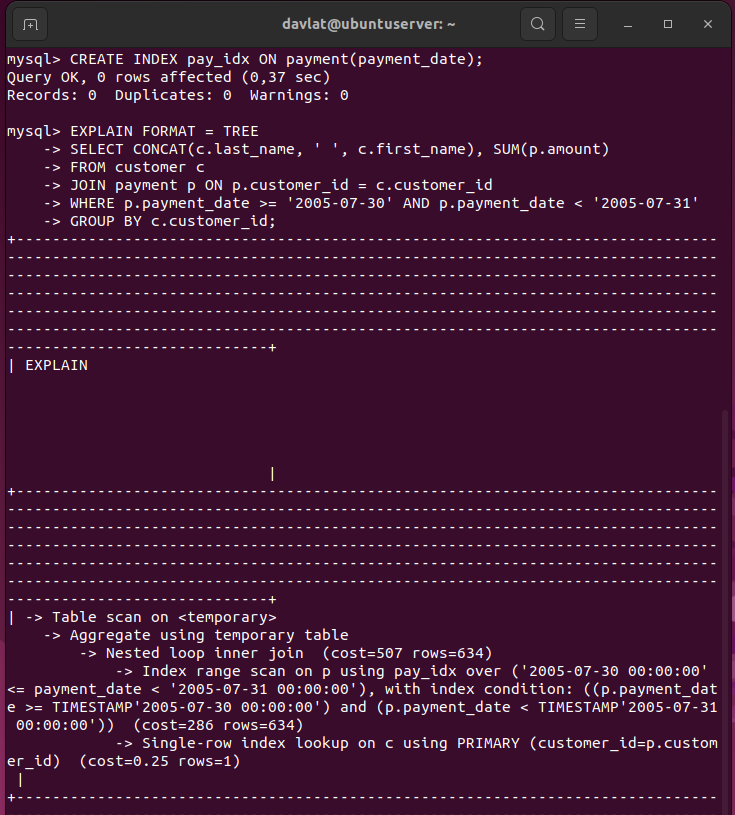 davlat@ubuntuserver: ~
mysql> CREATE INDEX pay_idx ON payment(payment_date);
Query OK, 0 rows affected (0,37 sec)
Records: 0  Duplicates: 0  Warnings: 0
mysql> EXPLAIN FORMAT = TREE
    -> SELECT CONCAT(c.last_name, ' ', c.first_name), SUM(p.amount)
    -> FROM customer c
    -> JOIN payment p ON p.customer_id = c.customer_id
    -> WHERE p.payment_date >= '2005-07-30' AND p.payment_date < '2005-07-31'
    -> GROUP BY c.customer_id;
+------------------------------------------------------------------------------
-------------------------------------------------------------------------------
-------------------------------------------------------------------------------
-------------------------------------------------------------------------------
-------------------------------------------------------------------------------
-------------------------------------------------------------------------------
-----------------------------+
| EXPLAIN
                             |
+------------------------------------------------------------------------------
-------------------------------------------------------------------------------
-------------------------------------------------------------------------------
-------------------------------------------------------------------------------
-------------------------------------------------------------------------------
-------------------------------------------------------------------------------
-----------------------------+
| -> Table scan on <temporary>
    -> Aggregate using temporary table
        -> Nested loop inner join  (cost=507 rows=634)
            -> Index range scan on p using pay_idx over ('2005-07-30 00:00:00'
<= payment_date < '2005-07-31 00:00:00'), with index condition: ((p.payment_dat
e >= TIMESTAMP'2005-07-30 00:00:00') and (p.payment_date < TIMESTAMP'2005-07-31
 00:00:00'))  (cost=286 rows=634)
            -> Single-row index lookup on c using PRIMARY (customer_id=p.custom
er_id)  (cost=0.25 rows=1)
 |
+------------------------------------------------------------------------------